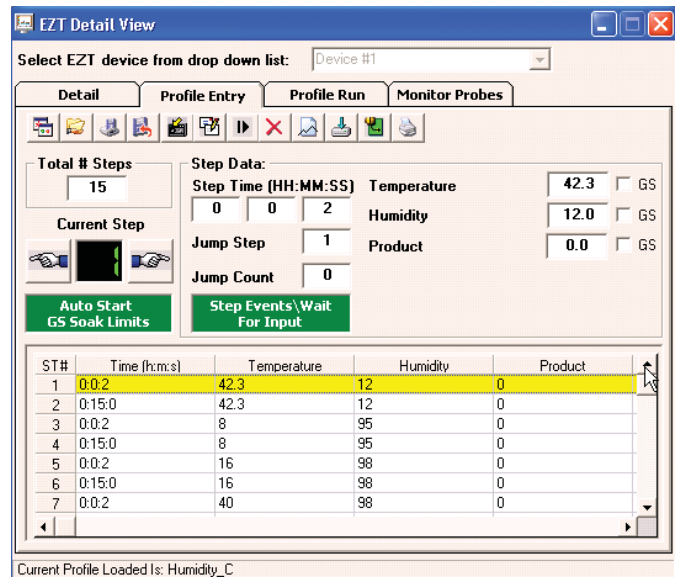 EZT Detail View
Select EZT device from drop down list: Device #1
Detail Profile Entry Profile Run Monitor Probes
Total # Steps
15
Current Step
1
Auto Start
GS Soak Limits
Step Data:
Step Time (HH:MM:SS)
0 0 2
Jump Step 1
Jump Count 0
Step Events\Wait
For Input
Temperature 42.3 GS
Humidity 12.0 GS
Product 0.0 GS
ST# Time (h:m:s) Temperature Humidity Product
1 0:0:2 42.3 12 0
2 0:15:0 42.3 12 0
3 0:0:2 8 95 0
4 0:15:0 8 95 0
5 0:0:2 16 98 0
6 0:15:0 16 98 0
7 0:0:2 40 98 0
Current Profile Loaded Is: Humidity_C